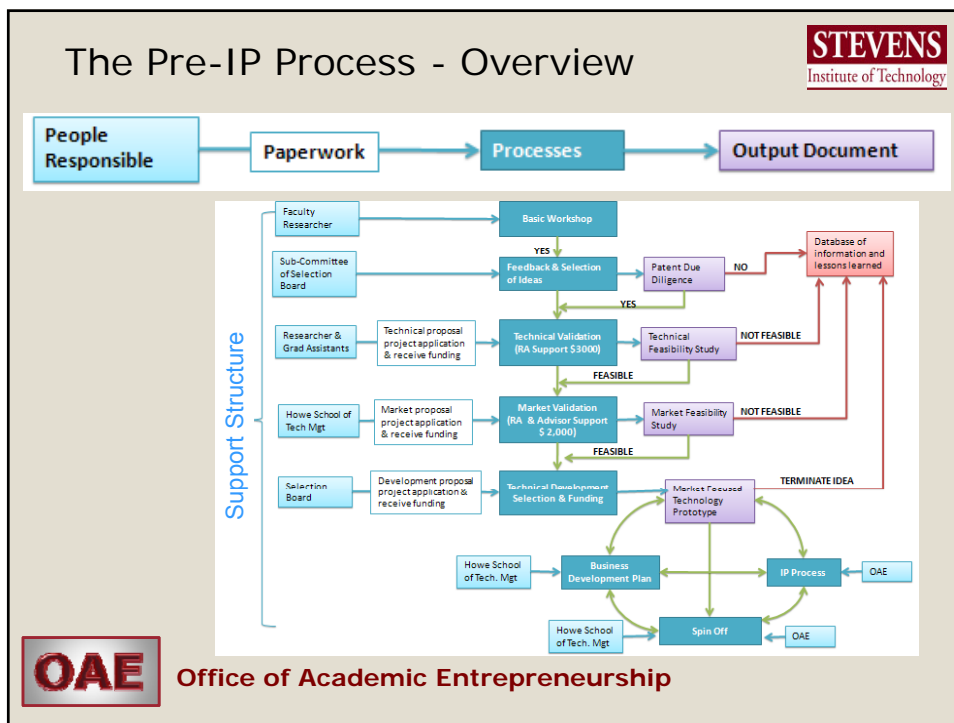 The Pre-IP Process - Overview
STEVENS
Institute of Technology
People
Responsible
Paperwork
Processes
Output Document
Support Structure
Faculty
Researcher
Basic Workshop
YES
Sub-Committee
of Selection
Board
Feedback & Selection
of Ideas
Patent Due
Diligence
NO
Database of
information and
lessons learned
YES
Researcher &
Grad Assistants
Technical proposal
project application
& receive funding
Technical Validation
(RA Support $3000)
Technical
Feasibility Study
NOT FEASIBLE
FEASIBLE
Howe School of
Tech Mgt
Market proposal
project application
& receive funding
Market Validation
(RA & Advisor Support
$ 2,000)
Market Feasibility
Study
NOT FEASIBLE
FEASIBLE
Selection
Board
Development proposal
project application &
receive funding
Technical Development
Selection & Funding
Market Focused
Technology
Prototype
TERMINATE IDEA
Howe School
of Tech. Mgt
Business
Development Plan
IP Process
OAE
Howe School
of Tech. Mgt
Spin Off
OAE
OAE
Office of Academic Entrepreneurship